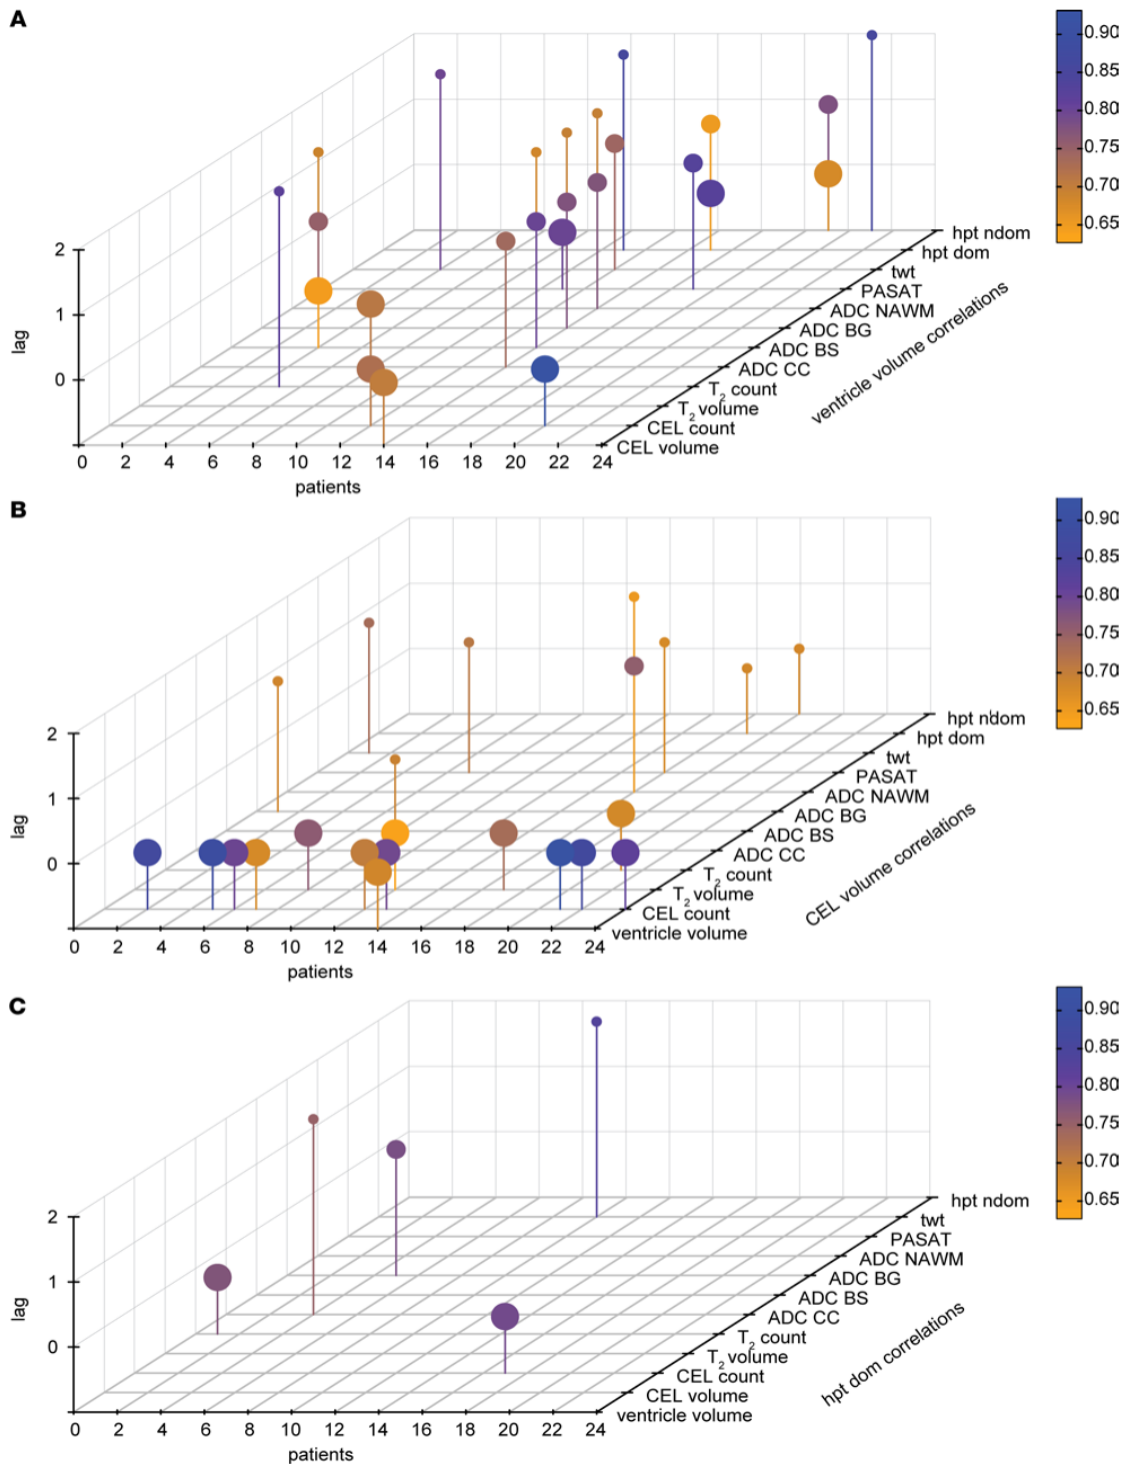 A
0.90
0.85
0.80
0.75
0.70
0.65
2
1
0
lag
hpt ndom
hpt dom
twt
PASAT
ADC NAWM
ADC BG
ADC BS
ADC CC
T2 count
T2 volume
CEL count
CEL volume
ventricle volume correlations
0 2 4 6 8 10 12 14 16 18 20 22 24
patients
B
0.90
0.85
0.80
0.75
0.70
0.65
2
1
0
lag
hpt ndom
hpt dom
twt
PASAT
ADC NAWM
ADC BG
ADC BS
ADC CC
T2 count
T2 volume
CEL count
ventricle volume
CEL volume correlations
0 2 4 6 8 10 12 14 16 18 20 22 24
patients
C
0.90
0.85
0.80
0.75
0.70
0.65
2
1
0
lag
hpt ndom
twt
PASAT
ADC NAWM
ADC BG
ADC BS
ADC CC
T2 count
T2 volume
CEL count
CEL volume
ventricle volume
hpt dom correlations
0 2 4 6 8 10 12 14 16 18 20 22 24
patients